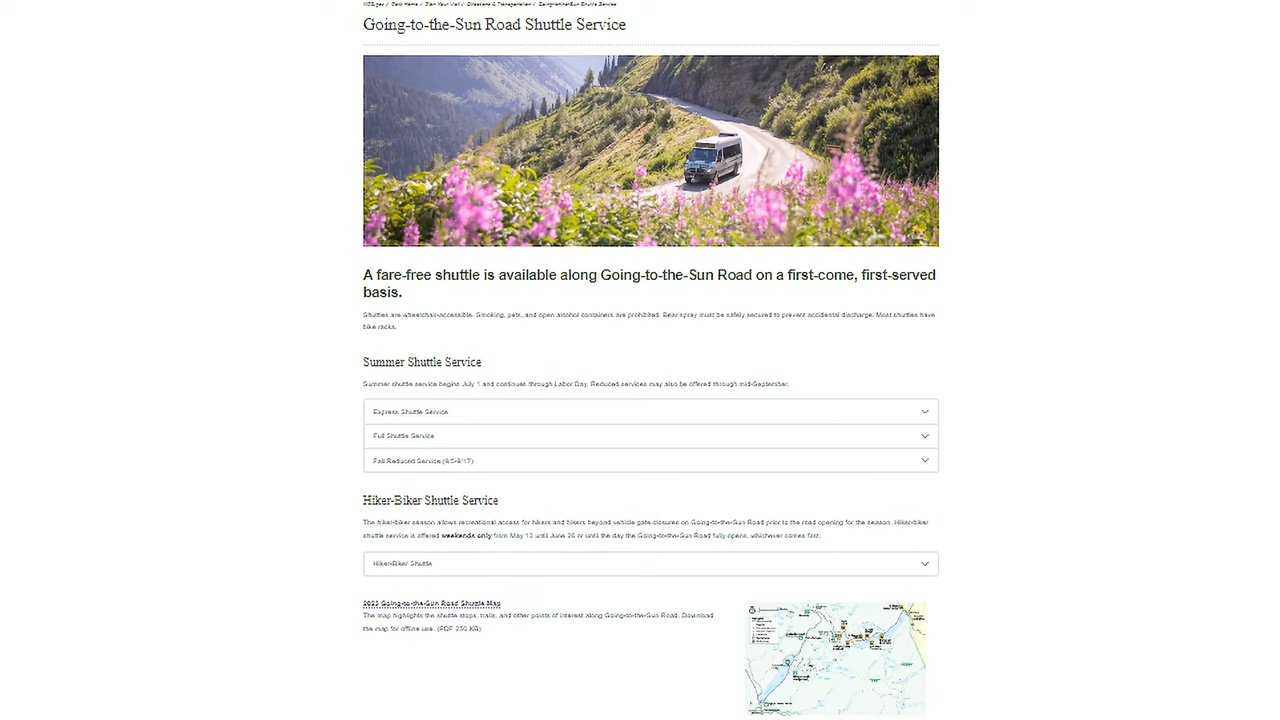 NPS.gov / Park Home / Plan Your Visit / Directions & Transportation / Going-to-the-Sun Shuttle Service
Going-to-the-Sun Road Shuttle Service
A fare-free shuttle is available along Going-to-the-Sun Road on a first-come, first-served
basis.
Shuttles are wheelchair-accessible. Smoking, pets, and open alcohol containers are prohibited. Bear spray must be safely secured to prevent accidental discharge. Most shuttles have
bike racks.
Summer Shuttle Service
Summer shuttle service begins July 1 and continues through Labor Day. Reduced services may also be offered through mid-September.
Express Shuttle Service
Full Shuttle Service
Fall Reduced Service (9/5-9/17)
Hiker-Biker Shuttle Service
The hiker-biker season allows recreational access for hikers and bikers beyond vehicle gate closures on Going-to-the-Sun Road prior to the road opening for the season. Hiker-biker
shuttle service is offered weekends only from May 13 until June 26 or until the day the Going-to-the-Sun Road fully opens, whichever comes first.
Hiker-Biker Shuttle
2023 Going-to-the-Sun Road Shuttle Map
The map highlights the shuttle stops, trails, and other points of interest along Going-to-the-Sun Road. Download
the map for offline use. (PDF 256 KB)